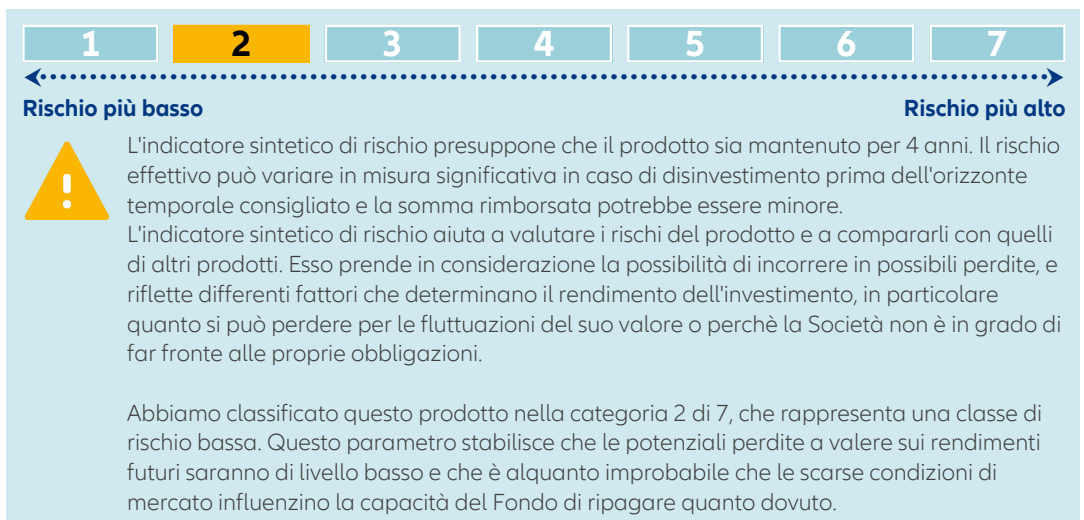 1 2 3 4 5 6 7
Rischio più basso Rischio più alto
L'indicatore sintetico di rischio presuppone che il prodotto sia mantenuto per 4 anni. Il rischio
effettivo può variare in misura significativa in caso di disinvestimento prima dell'orizzonte
temporale consigliato e la somma rimborsata potrebbe essere minore.
L'indicatore sintetico di rischio aiuta a valutare i rischi del prodotto e a compararli con quelli
di altri prodotti. Esso prende in considerazione la possibilità di incorrere in possibili perdite, e
riflette differenti fattori che determinano il rendimento dell'investimento, in particolare
quanto si può perdere per le fluttuazioni del suo valore o perchè la Società non è in grado di
far fronte alle proprie obbligazioni.
Abbiamo classificato questo prodotto nella categoria 2 di 7, che rappresenta una classe di
rischio bassa. Questo parametro stabilisce che le potenziali perdite a valere sui rendimenti
futuri saranno di livello basso e che è alquanto improbabile che le scarse condizioni di
mercato influenzino la capacità del Fondo di ripagare quanto dovuto.